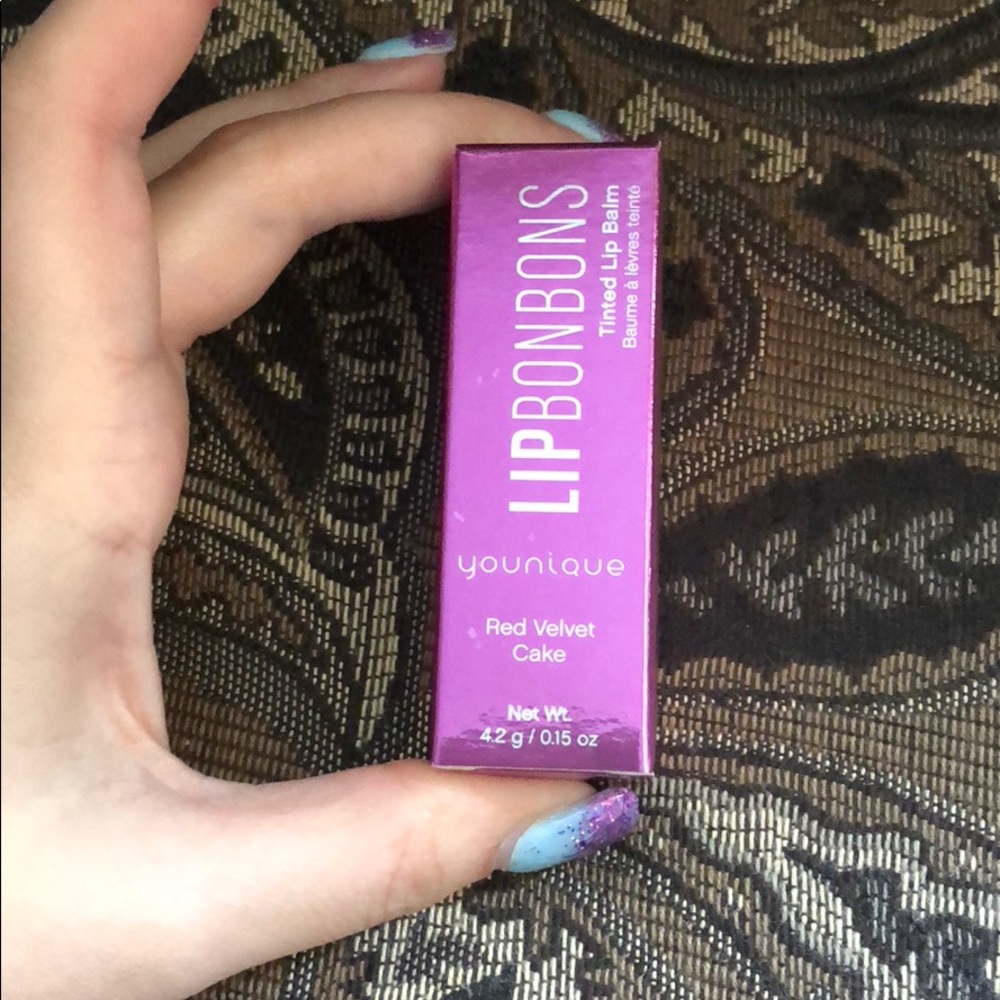 LIPBONBONS
Tinted Lip Balm
Baume à lèvres teinté
younique
Red Velvet
Cake
Net Wt.
4.2 g / 0.15 oz